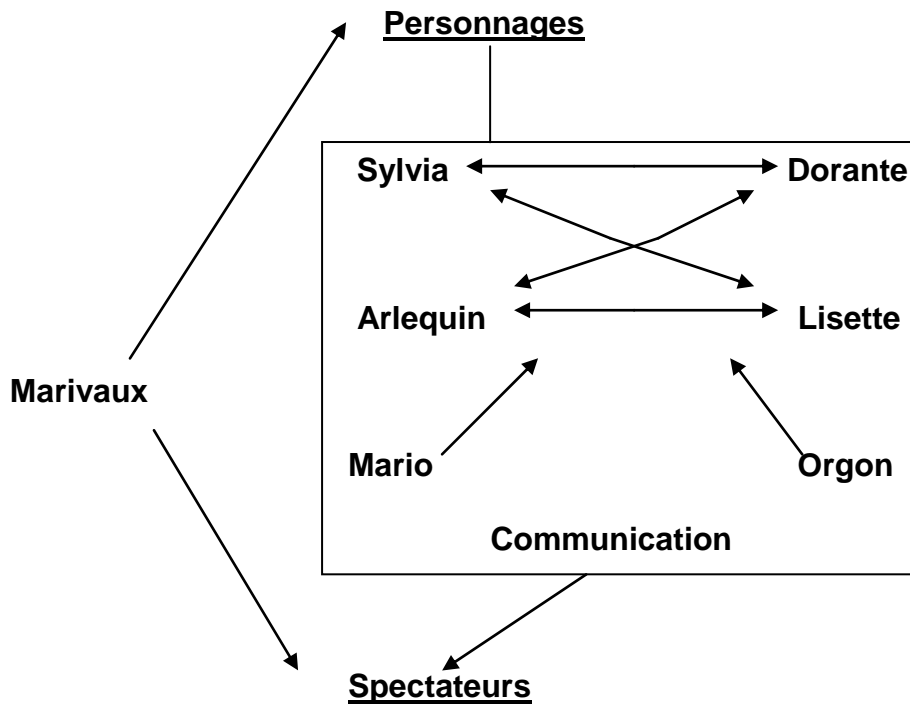 Personnages
Sylvia Dorante
Arlequin Lisette
Marivaux
Mario Orgon
Communication
Spectateurs